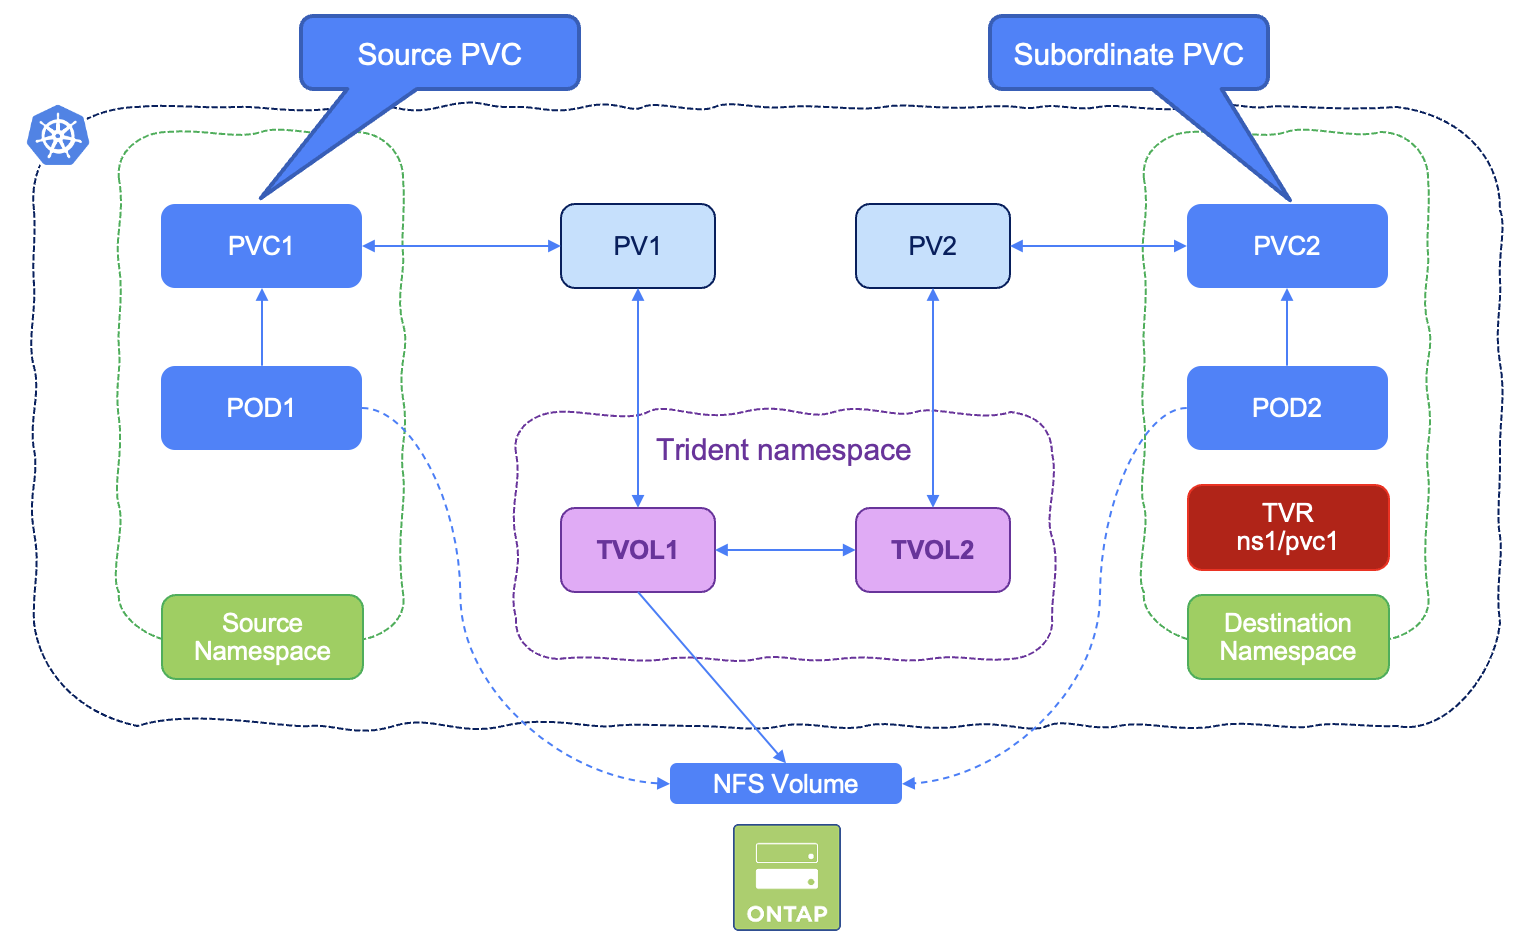 Source PVC
Subordinate PVC
PVC1
PV1
PV2
PVC2
POD1
POD2
Trident namespace
TVOL1
TVOL2
TVR
ns1/pvc1
Source
Namespace
Destination
Namespace
NFS Volume
ONTAP